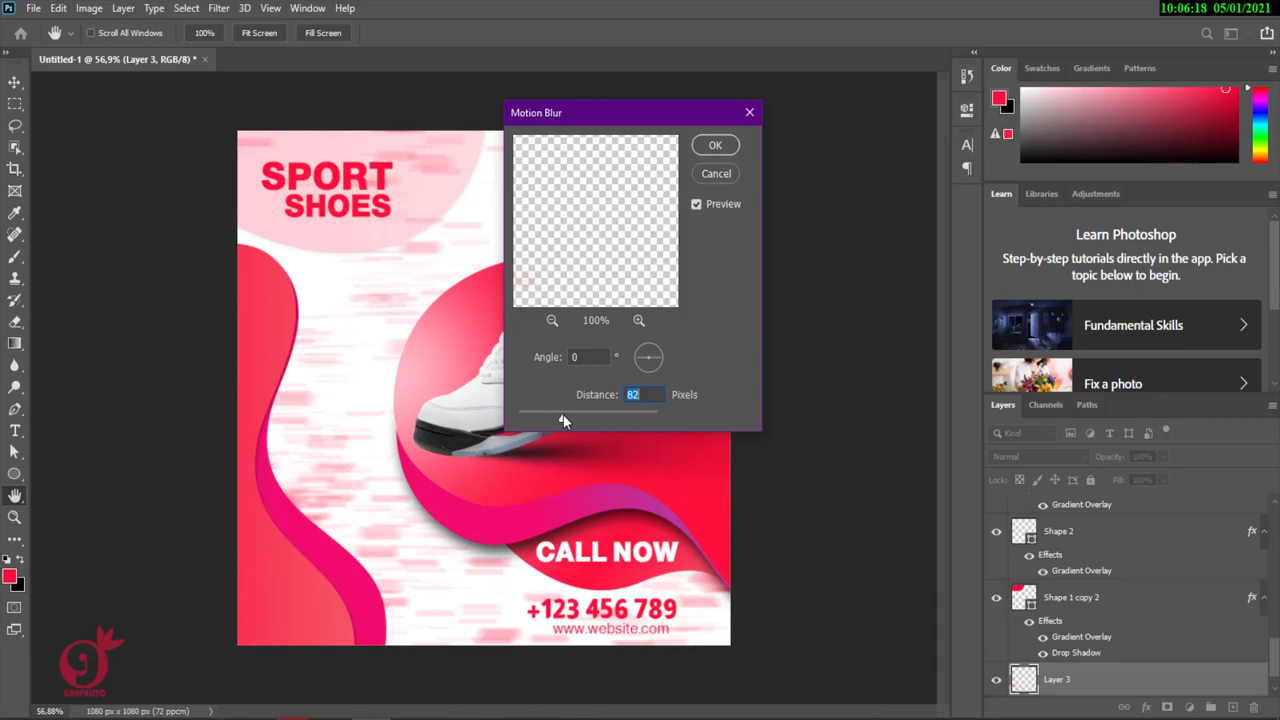 File Edit Image Layer Type Select Filter 3D View Window Help
10:06:18 05/01/2021
Scroll All Windows 100% Fit Screen Fill Screen
Untitled-1 @ 56,9% (Layer 3, RGB/8) *
SPORT
SHOES
CALL NOW
+123 456 789
www.website.com
Motion Blur
OK
Cancel
Preview
100%
Angle: 0 °
Distance: 82 Pixels
Color Swatches Gradients Patterns
Learn Libraries Adjustments
Learn Photoshop
Step-by-step tutorials directly in the app. Pick a
topic below to begin.
Fundamental Skills
Fix a photo
Layers Channels Paths
Kind
Normal Opacity: 100%
Lock: Fill: 100%
Gradient Overlay
Shape 2 fx
Effects
Gradient Overlay
Shape 1 copy 2 fx
Effects
Gradient Overlay
Drop Shadow
Layer 3
GRAPHINTO
56,88% 1080 px x 1080 px (72 ppcm)